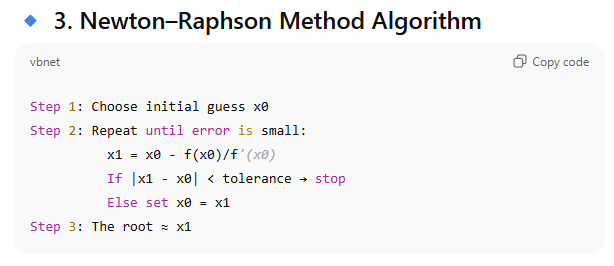 3. Newton–Raphson Method Algorithm
vbnet Copy code
Step 1: Choose initial guess x0
Step 2: Repeat until error is small:
x1 = x0 - f(x0)/f'(x0)
If |x1 - x0| < tolerance → stop
Else set x0 = x1
Step 3: The root ≈ x1